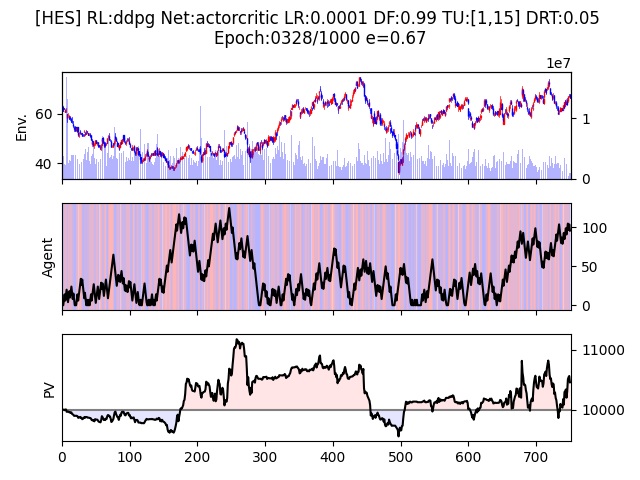 [HES] RL:ddpg Net:actorcritic LR:0.0001 DF:0.99 TU:[1,15] DRT:0.05
Epoch:0328/1000 e=0.67
1e7
Env.
60
40
1
0
Agent
100
50
0
PV
11000
10000
0 100 200 300 400 500 600 700